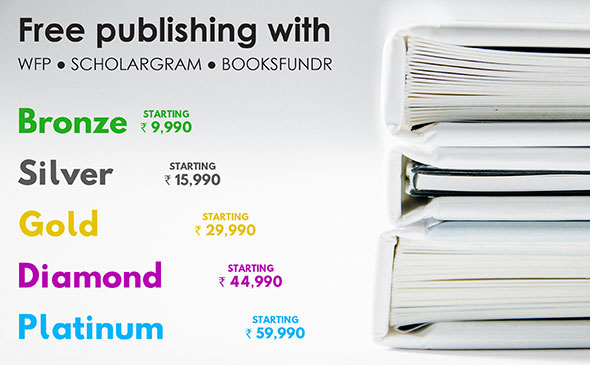 Free publishing with
WFP ● SCHOLARGRAM ● BOOKSFUNDR
Bronze STARTING ₹ 9,990
Silver STARTING ₹ 15,990
Gold STARTING ₹ 29,990
Diamond STARTING ₹ 44,990
Platinum STARTING ₹ 59,990